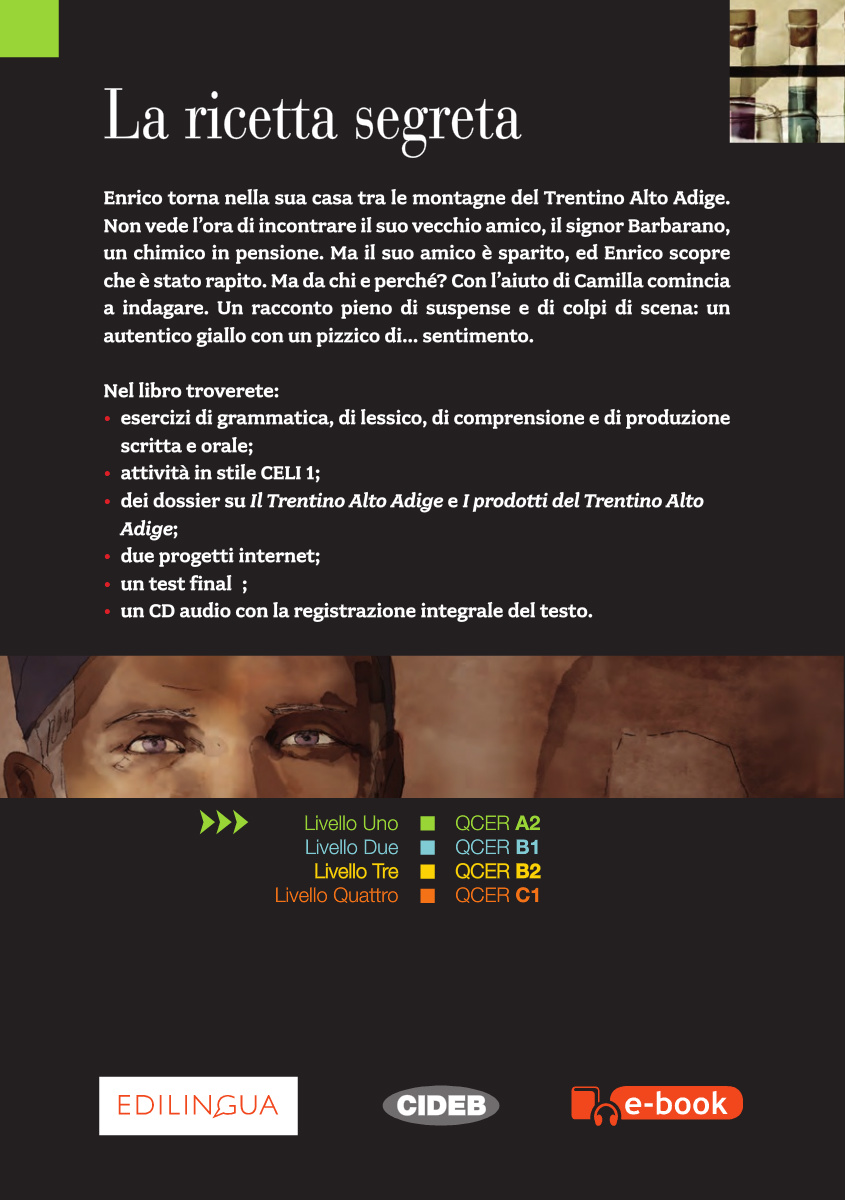 La ricetta segreta
Enrico torna nella sua casa tra le montagne del Trentino Alto Adige.
Non vede l’ora di incontrare il suo vecchio amico, il signor Barbarano,
un chimico in pensione. Ma il suo amico è sparito, ed Enrico scopre
che è stato rapito. Ma da chi e perché? Con l’aiuto di Camilla comincia
a indagare. Un racconto pieno di suspense e di colpi di scena: un
autentico giallo con un pizzico di... sentimento.
Nel libro troverete:
• esercizi di grammatica, di lessico, di comprensione e di produzione
scritta e orale;
• attività in stile CELI 1;
• dei dossier su Il Trentino Alto Adige e I prodotti del Trentino Alto
Adige;
• due progetti internet;
• un test final ;
• un CD audio con la registrazione integrale del testo.
Livello Uno ■ QCER A2
Livello Due ■ QCER B1
Livello Tre ■ QCER B2
Livello Quattro ■ QCER C1
EDILINGUA
CIDEB
e-book